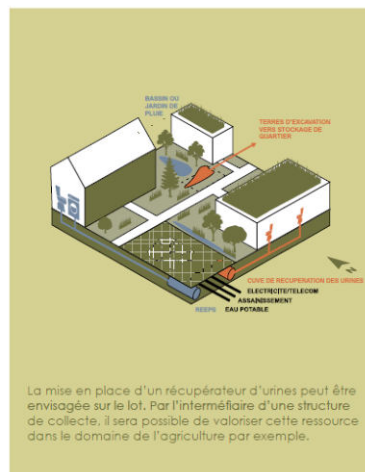 BASSIN OU
JARDIN DE
PLUIE
TERRES D'EXCAVATION
VERS STOCKAGE DE
QUARTIER
CUVE DE RECUPERATION DES URINES
ELECTRICITE/TELECOM
ASSAINISSEMENT
REEPS EAU POTABLE
La mise en place d'un récupérateur d'urines peut être
envisagée sur le lot. Par l'interméfiaire d'une structure
de collecte, il sera possible de valoriser cette ressource
dans le domaine de l'agriculture par exemple.